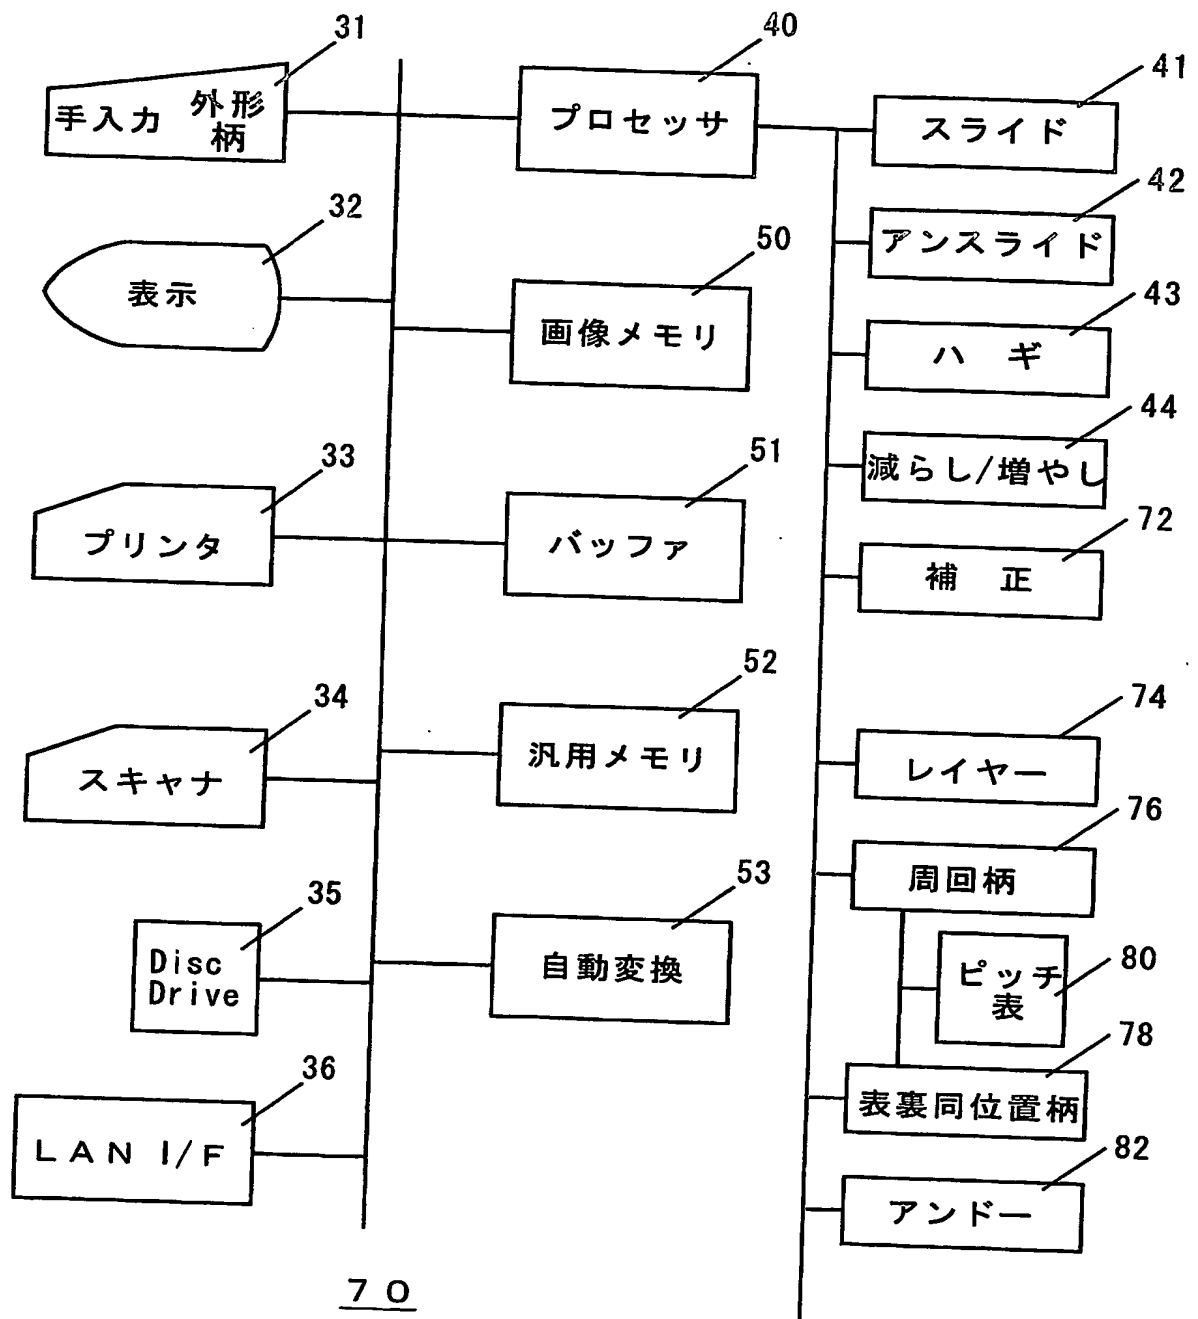 31
手入力 外形
柄
32
表示
33
プリンタ
34
スキャナ
35
Disc
Drive
36
LAN I/F
40
プロセッサ
50
画像メモリ
51
バッファ
52
汎用メモリ
53
自動変換
41
スライド
42
アンスライド
43
ハギ
44
減らし/増やし
72
補正
74
レイヤー
76
周回柄
80
ピッチ
表
78
表裏同位置柄
82
アンドー
70